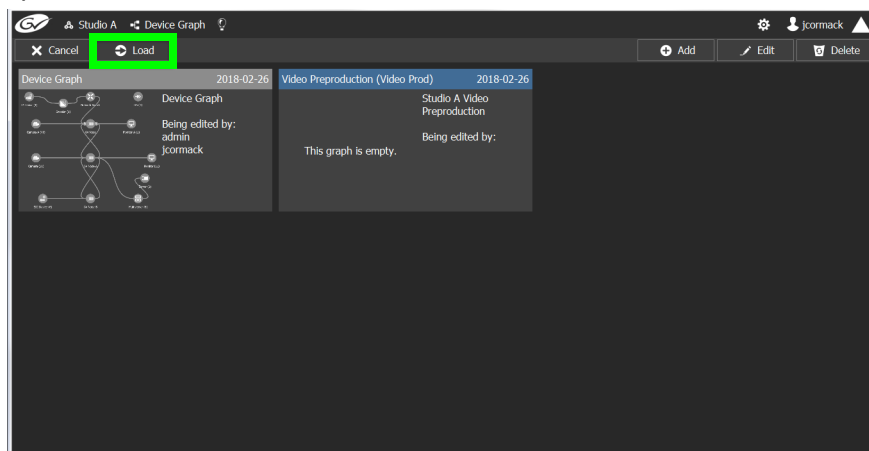 GV Studio A Device Graph jcormack
Cancel Load Add Edit Delete
Device Graph 2018-02-26
Device Graph
Being edited by:
admin
jcormack
Video Preproduction (Video Prod) 2018-02-26
Studio A Video
Preproduction
Being edited by:
This graph is empty.